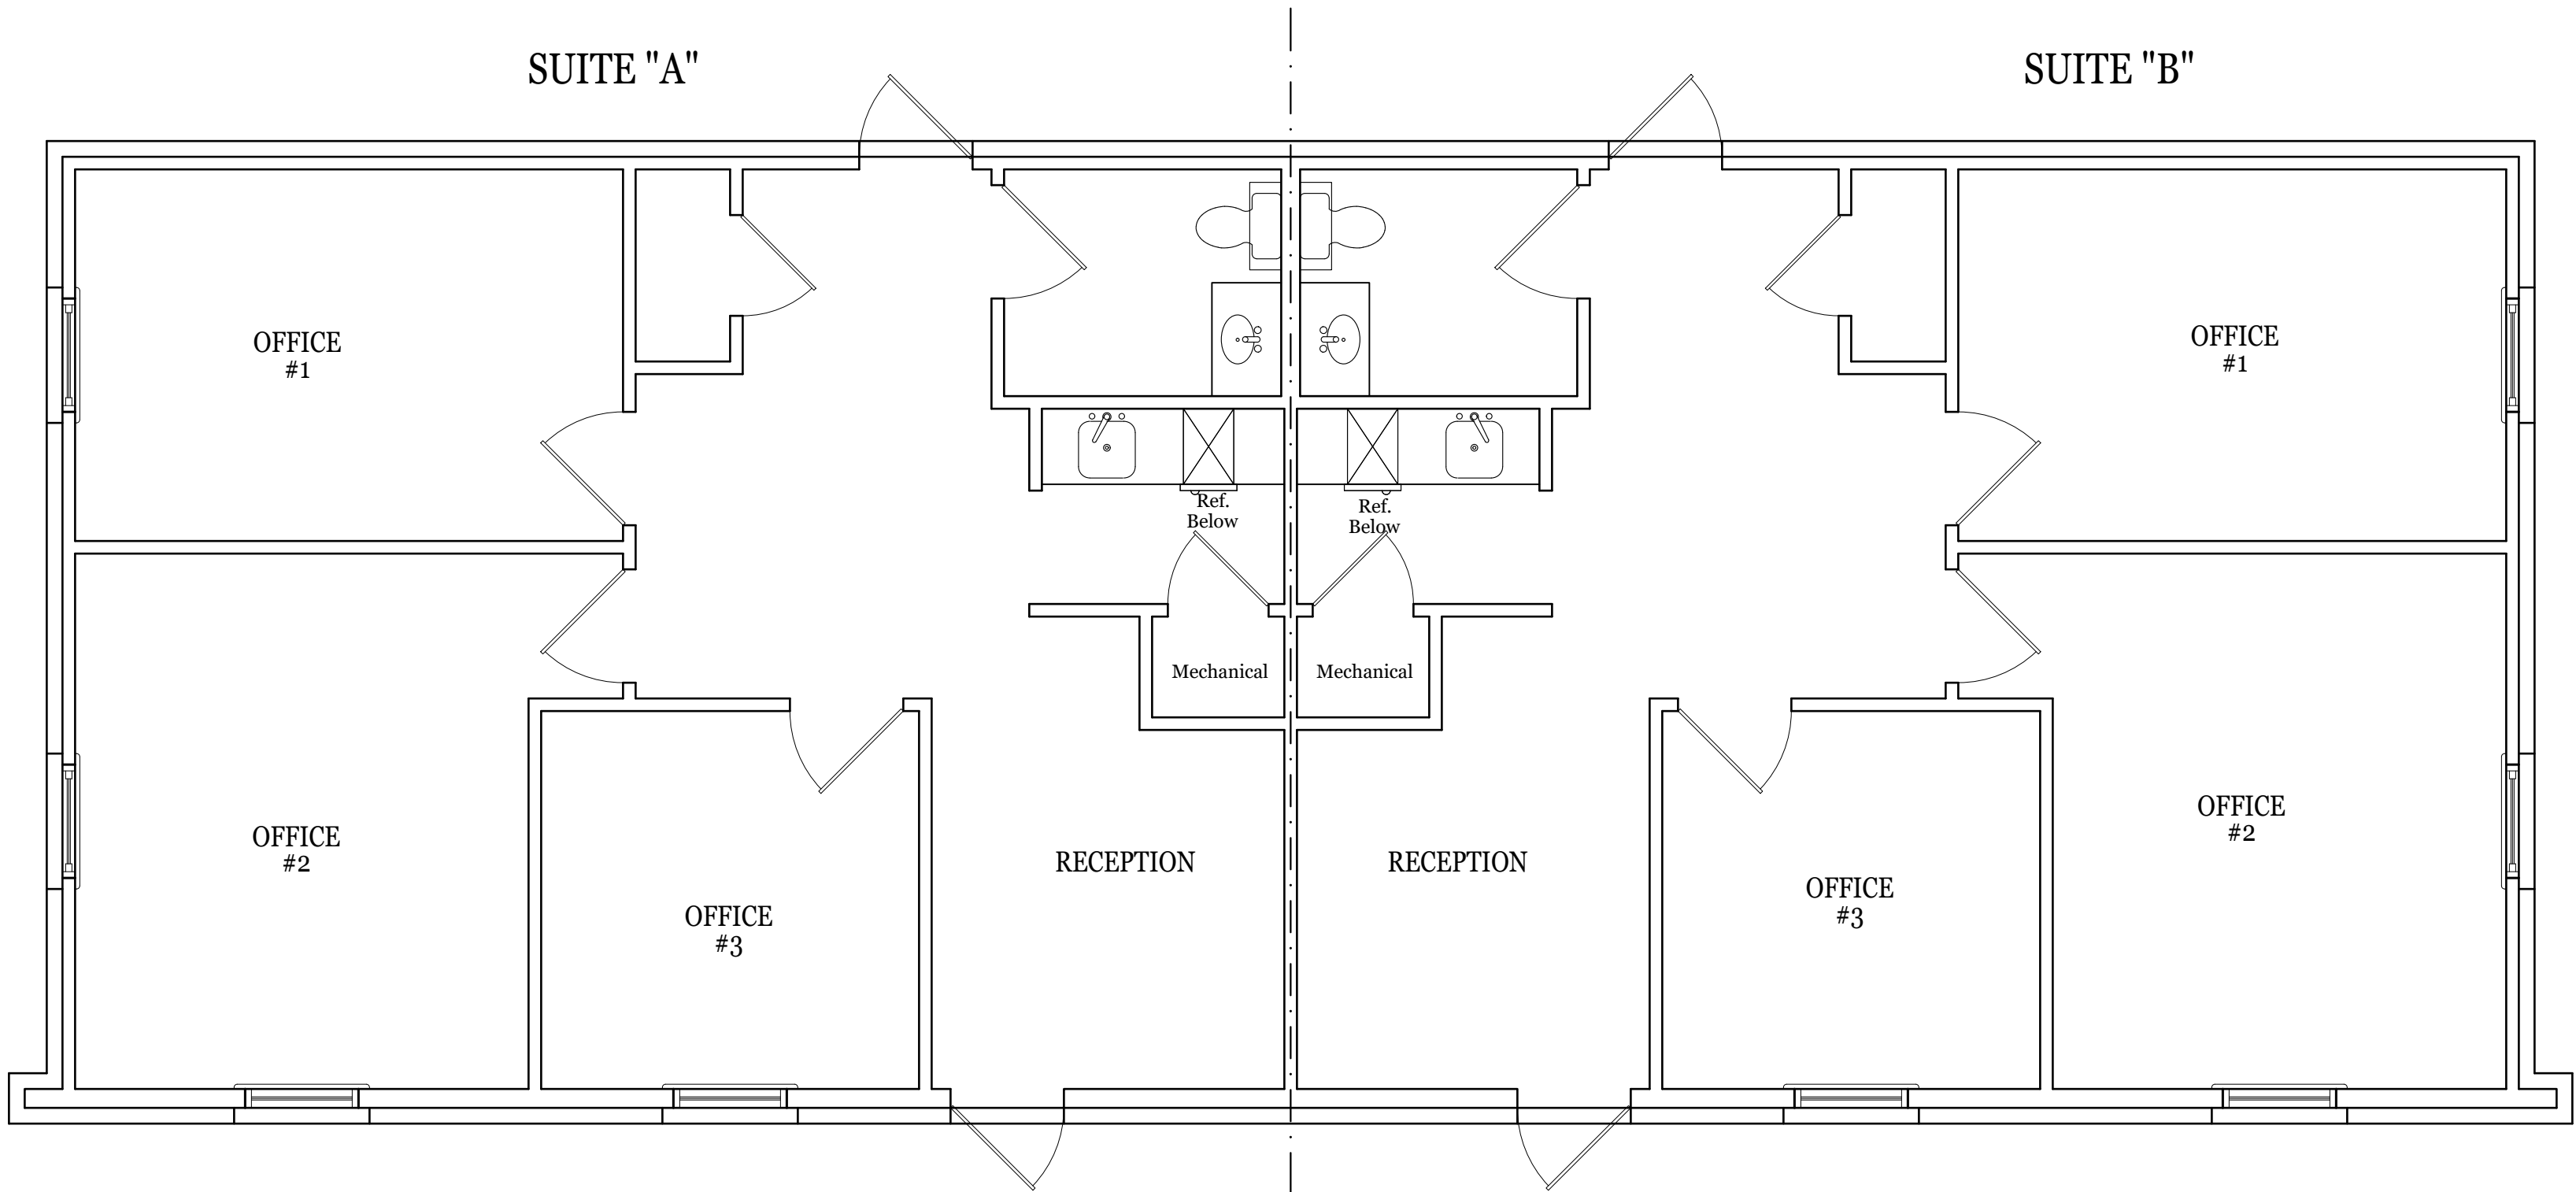 SUITE "A"
SUITE "B"
OFFICE
#1
OFFICE
#1
Ref.
Below
Ref.
Below
Mechanical
Mechanical
OFFICE
#2
OFFICE
#3
RECEPTION
RECEPTION
OFFICE
#3
OFFICE
#2